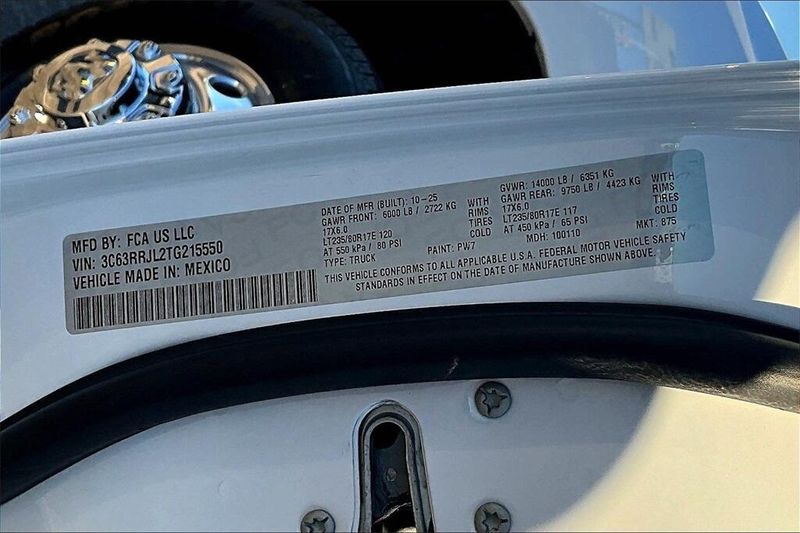 MFD BY: FCA US LLC
VIN: 3C63RRJL2TG215550
VEHICLE MADE IN: MEXICO
DATE OF MFR (BUILT): 10-25
GAWR FRONT: 6000 LB / 2722 KG WITH
17X6.0 RIMS
LT235/80R17E 120 TIRES
AT 550 kPa / 80 PSI COLD
TYPE: TRUCK PAINT: PW7
GVWR: 14000 LB / 6351 KG
GAWR REAR: 9750 LB / 4423 KG WITH
17X6.0 RIMS
LT235/80R17E 117 TIRES
AT 450 kPa / 65 PSI COLD
MDH: 100110 MKT: 875
THIS VEHICLE CONFORMS TO ALL APPLICABLE U.S.A. FEDERAL MOTOR VEHICLE SAFETY
STANDARDS IN EFFECT ON THE DATE OF MANUFACTURE SHOWN ABOVE.